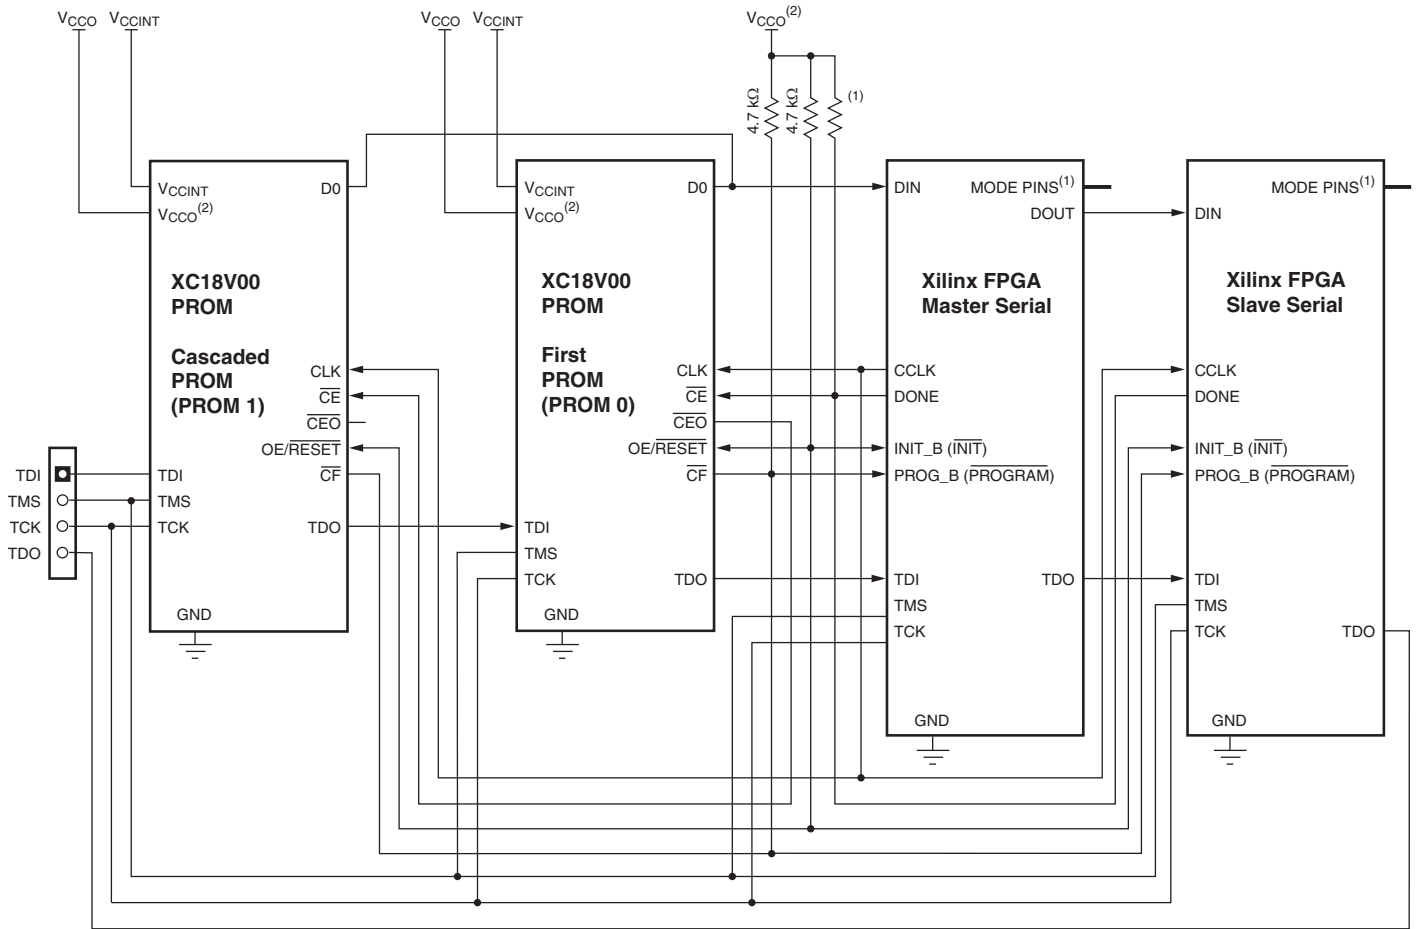 VCCO VCCINT
VCCO VCCINT
VCCO(2)
4.7 kΩ
4.7 kΩ
(1)
VCCINT
VCCO(2)
D0
XC18V00
PROM
Cascaded
PROM
(PROM 1)
CLK
CE
CEO
OE/RESET
CF
TDI
TMS
TCK
TDO
GND
TDI
TMS
TCK
TDO
VCCINT
VCCO(2)
D0
XC18V00
PROM
First
PROM
(PROM 0)
CLK
CE
CEO
OE/RESET
CF
TDI
TMS
TCK
TDO
GND
DIN
MODE PINS(1)
DOUT
Xilinx FPGA
Master Serial
CCLK
DONE
INIT_B (INIT)
PROG_B (PROGRAM)
TDI
TMS
TCK
TDO
GND
MODE PINS(1)
DIN
Xilinx FPGA
Slave Serial
CCLK
DONE
INIT_B (INIT)
PROG_B (PROGRAM)
TDI
TMS
TCK
TDO
GND